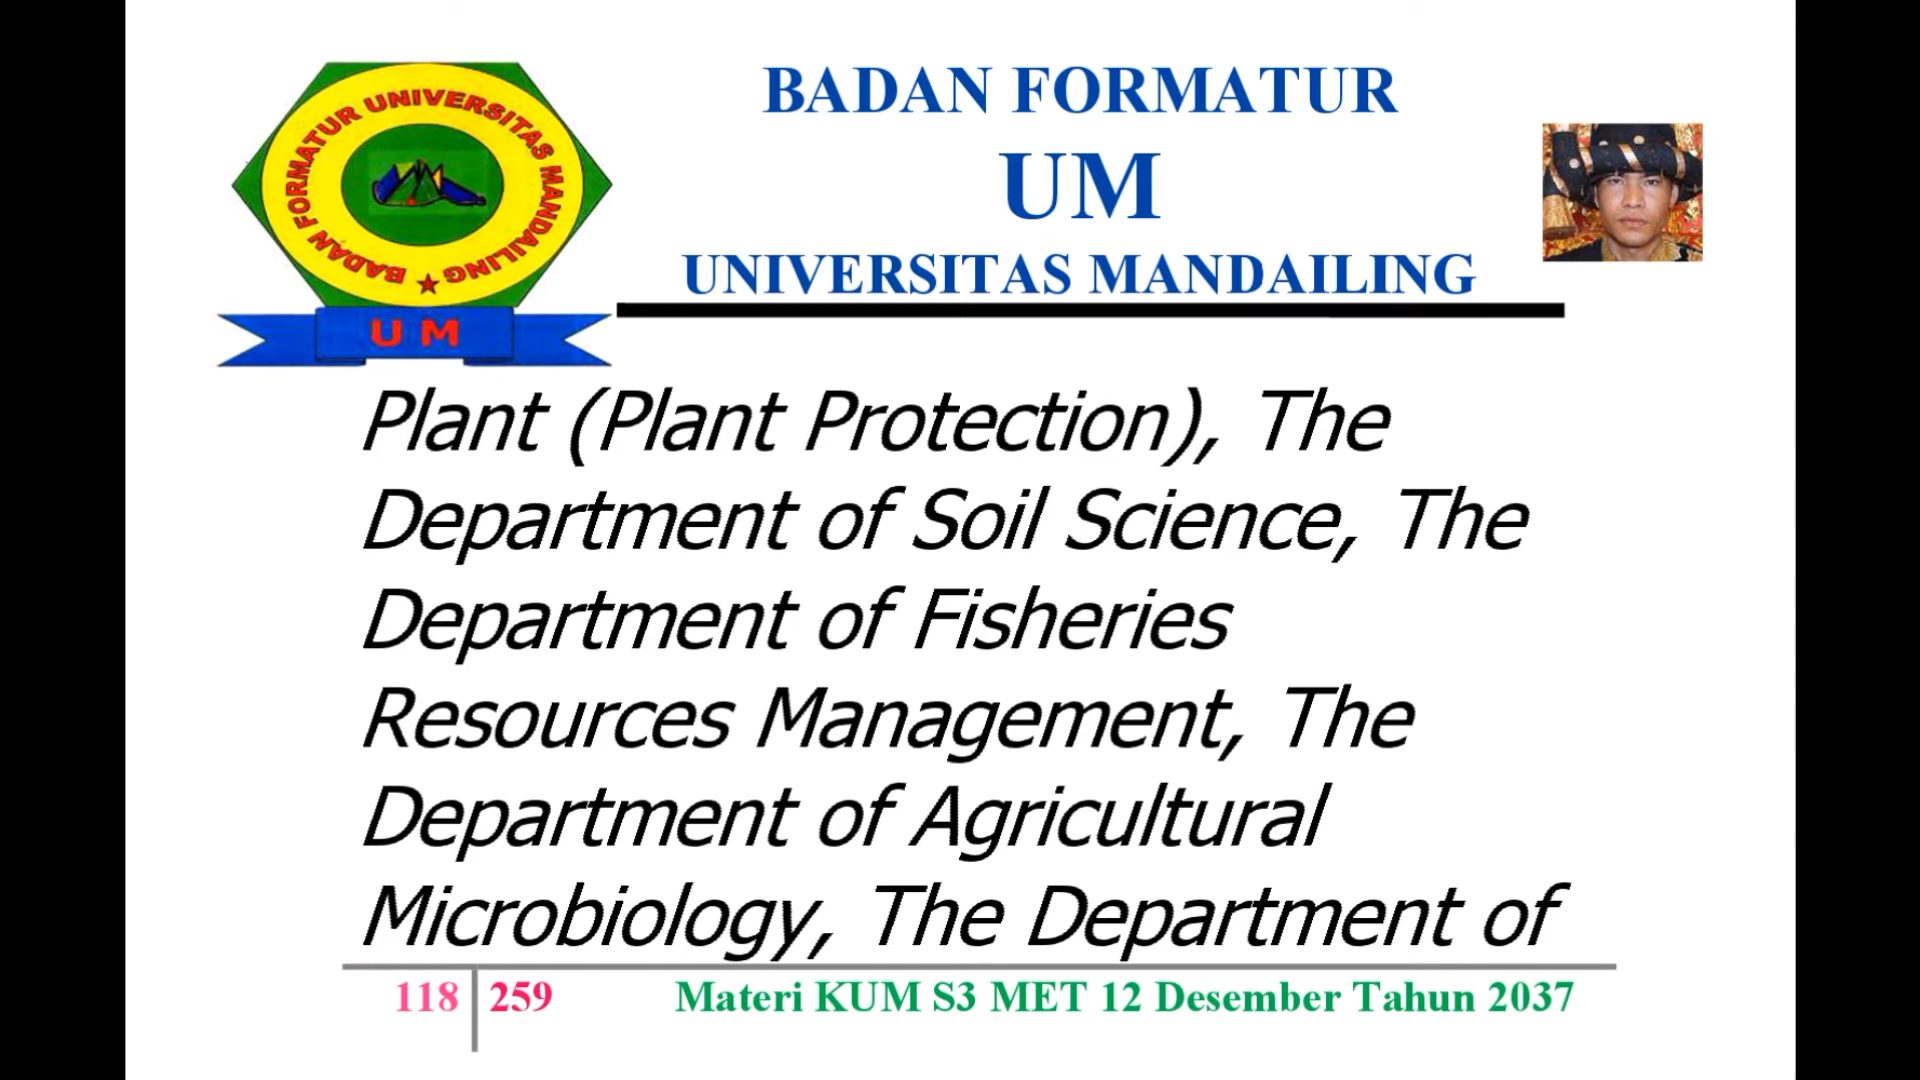 BADAN FORMATUR UNIVERSITAS MANDAILING
U M
BADAN FORMATUR
UM
UNIVERSITAS MANDAILING
Plant (Plant Protection), The
Department of Soil Science, The
Department of Fisheries
Resources Management, The
Department of Agricultural
Microbiology, The Department of
118 259 Materi KUM S3 MET 12 Desember Tahun 2037